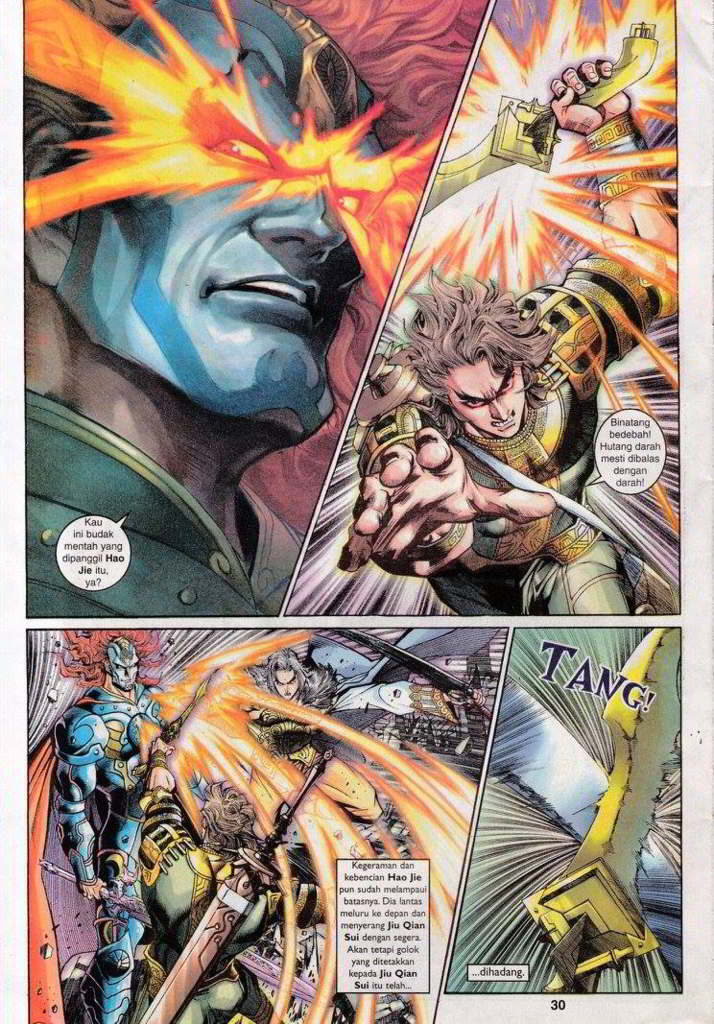 Kau
ini budak
mentah yang
dipanggil Hao
Jie itu,
ya?
Binatang
bedebah!
Hutang darah
mesti dibalas
dengan
darah!
Kegeraman dan
kebencian Hao Jie
pun sudah melampaui
batasnya. Dia lantas
meluru ke depan dan
menyerang Jiu Qian
Sui dengan segera.
Akan tetapi golok
yang ditetakkan
kepada Jiu Qian
Sui itu telah...
TANG!
...dihadang.
30